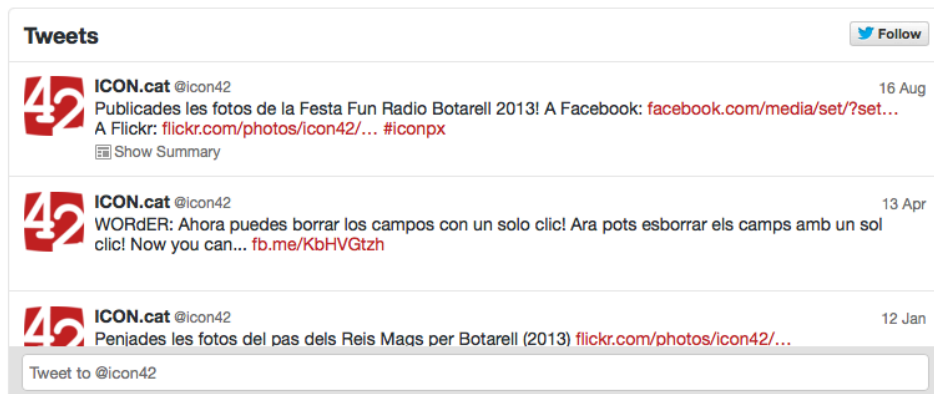 Tweets
Follow
42
ICON.cat @icon42
16 Aug
Publicades les fotos de la Festa Fun Radio Botarell 2013! A Facebook: facebook.com/media/set/?set…
A Flickr: flickr.com/photos/icon42/… #iconpx
Show Summary
42
ICON.cat @icon42
13 Apr
WORdER: Ahora puedes borrar los campos con un solo clic! Ara pots esborrar els camps amb un sol
clic! Now you can... fb.me/KbHVGtzh
42
ICON.cat @icon42
12 Jan
Penjades les fotos del pas dels Reis Mags per Botarell (2013) flickr.com/photos/icon42/…
Tweet to @icon42